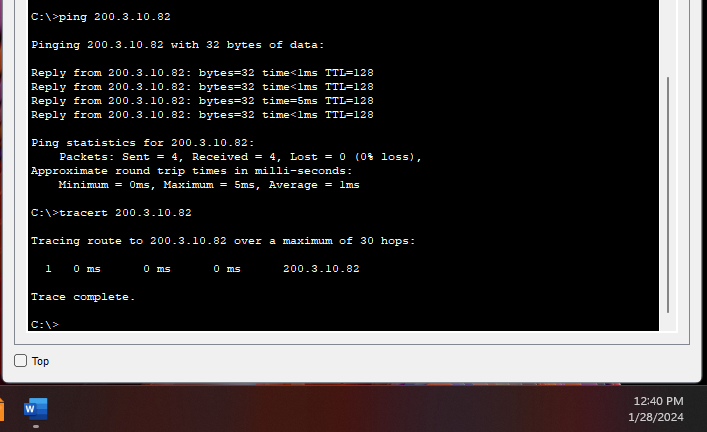 C:\>ping 200.3.10.82
Pinging 200.3.10.82 with 32 bytes of data:
Reply from 200.3.10.82: bytes=32 time<1ms TTL=128
Reply from 200.3.10.82: bytes=32 time<1ms TTL=128
Reply from 200.3.10.82: bytes=32 time=5ms TTL=128
Reply from 200.3.10.82: bytes=32 time<1ms TTL=128
Ping statistics for 200.3.10.82:
    Packets: Sent = 4, Received = 4, Lost = 0 (0% loss),
Approximate round trip times in milli-seconds:
    Minimum = 0ms, Maximum = 5ms, Average = 1ms
C:\>tracert 200.3.10.82
Tracing route to 200.3.10.82 over a maximum of 30 hops:
  1   0 ms      0 ms      0 ms      200.3.10.82
Trace complete.
C:\>
Top
W
12:40 PM
1/28/2024